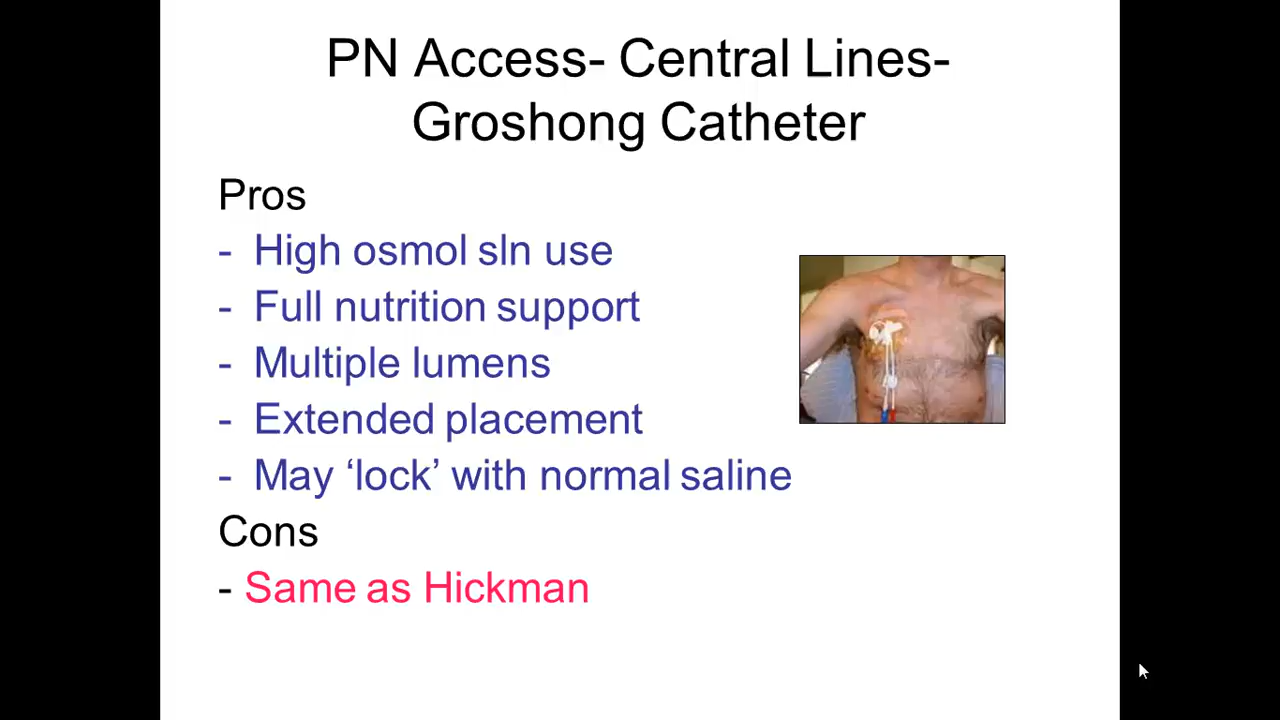 PN Access- Central Lines-
Groshong Catheter
Pros
- High osmol sln use
- Full nutrition support
- Multiple lumens
- Extended placement
- May ‘lock’ with normal saline
Cons
- Same as Hickman